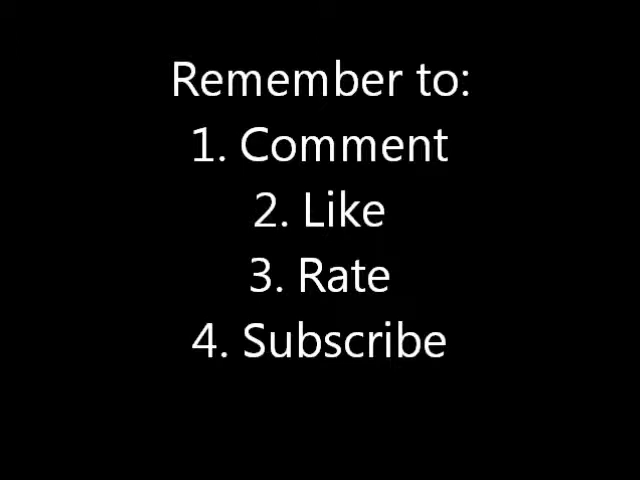 Remember to:
1. Comment
2. Like
3. Rate
4. Subscribe